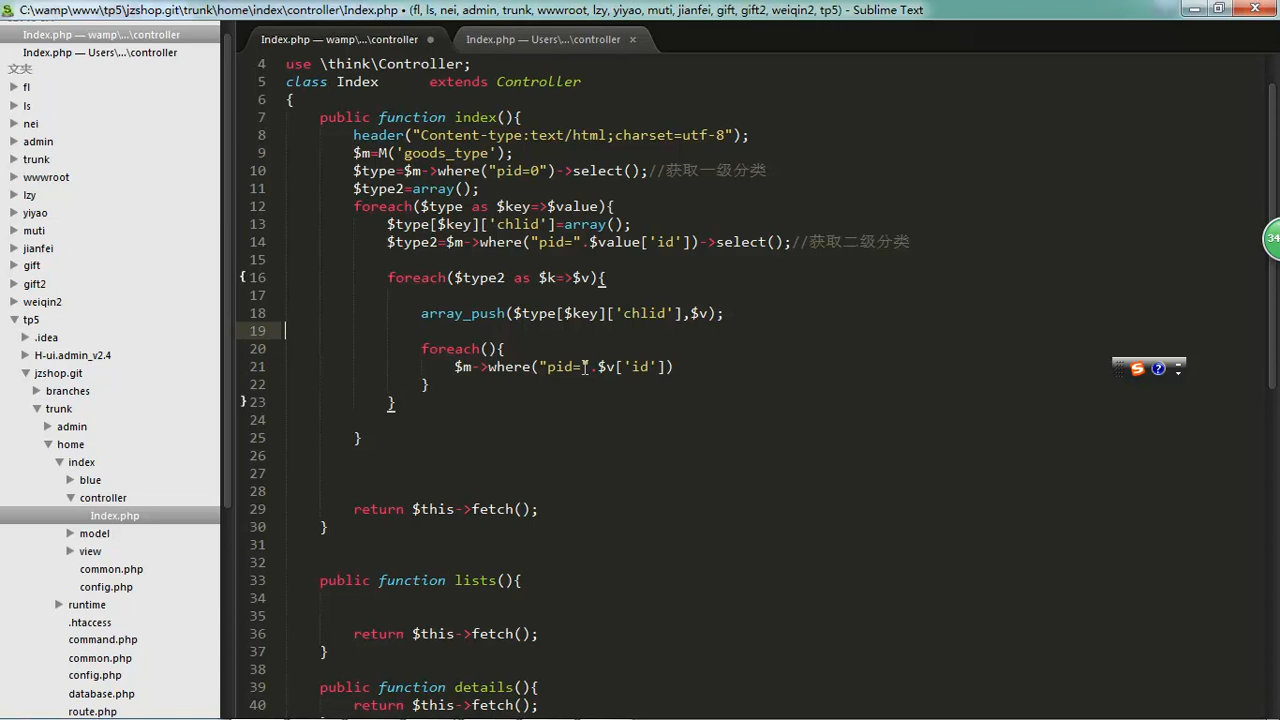 C:\wamp\www\tp5\jzshop.git\trunk\home\index\controller\Index.php • (fl, ls, nei, admin, trunk, wwwroot, lzy, yiyao, muti, jianfei, gift, gift2, weiqin2, tp5) - Sublime Text
Index.php — wamp\...\controller
Index.php — Users\...\controller
文夹
fl
ls
nei
admin
trunk
wwwroot
lzy
yiyao
muti
jianfei
gift
gift2
weiqin2
tp5
.idea
H-ui.admin_v2.4
jzshop.git
branches
trunk
admin
home
index
blue
controller
Index.php
model
view
common.php
config.php
runtime
.htaccess
command.php
common.php
config.php
database.php
route.php
Index.php — wamp\...\controller
Index.php — Users\...\controller
4 use \think\Controller;
5 class Index extends Controller
6 {
7 public function index(){
8 header("Content-type:text/html;charset=utf-8");
9 $m=M('goods_type');
10 $type=$m->where("pid=0")->select();//获取一级分类
11 $type2=array();
12 foreach($type as $key=>$value){
13 $type[$key]['chlid']=array();
14 $type2=$m->where("pid=".$value['id'])->select();//获取二级分类
15
16 foreach($type2 as $k=>$v){
17
18 array_push($type[$key]['chlid'],$v);
19
20 foreach(){
21 $m->where("pid=".$v['id'])
22 }
23 }
24
25 }
26
27
28
29 return $this->fetch();
30 }
31
32
33 public function lists(){
34
35
36 return $this->fetch();
37 }
38
39 public function details(){
40 return $this->fetch();
34